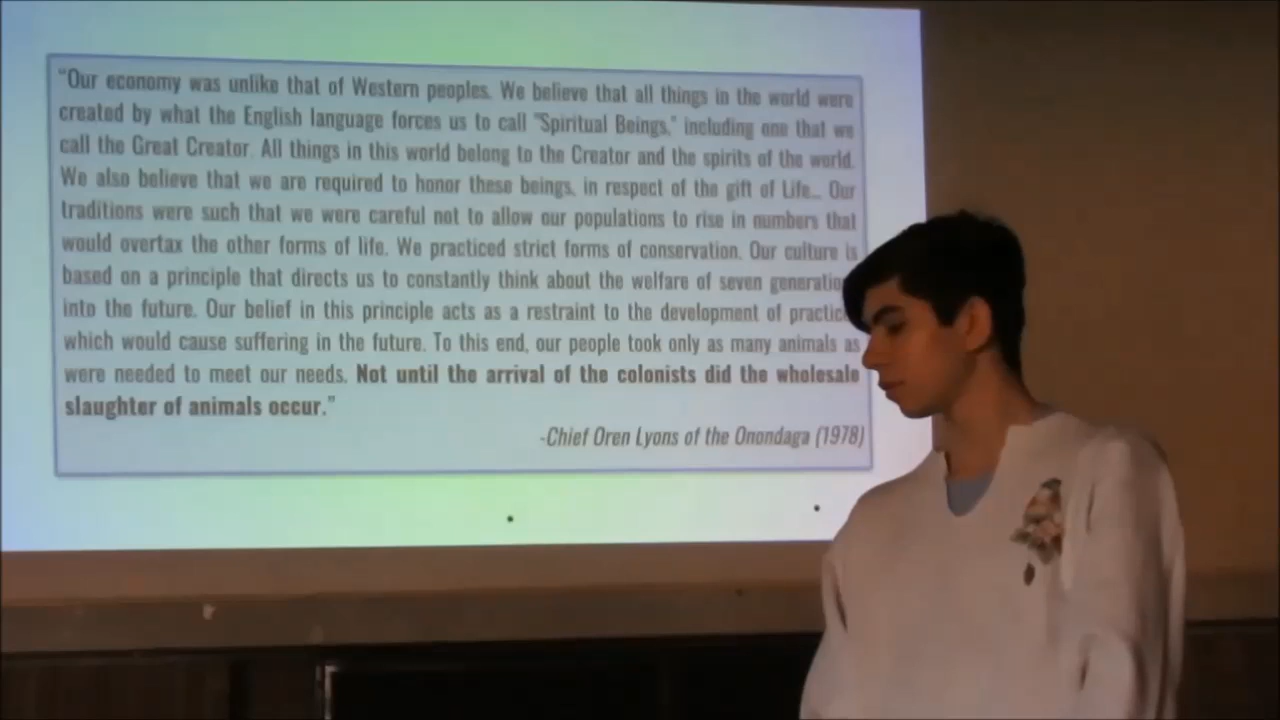 "Our economy was unlike that of Western peoples. We believe that all things in the world were
created by what the English language forces us to call "Spiritual Beings," including one that we
call the Great Creator. All things in this world belong to the Creator and the spirits of the world.
We also believe that we are required to honor these beings, in respect of the gift of Life... Our
traditions were such that we were careful not to allow our populations to rise in numbers that
would overtax the other forms of life. We practiced strict forms of conservation. Our culture is
based on a principle that directs us to constantly think about the welfare of seven
into the future. Our belief in this principle acts as a restraint to the development of
which would cause suffering in the future. To this end, our people took only as many animals as
were needed to meet our needs. Not until the arrival of the colonists did the wholesale
slaughter of animals occur."
-Chief Oren Lyons of the Onondaga (1978)